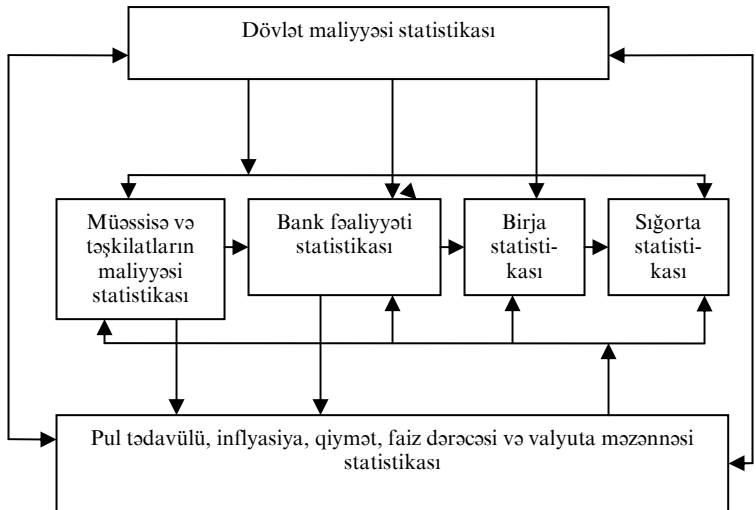 Dövlət maliyyəsi statistikası
Müəssisə və
təşkilatların
maliyyəsi
statistikası
Bank fəaliyyəti
statistikası
Birja
statisti-
kası
Sığorta
statisti-
kası
Pul tədavülü, inflyasiya, qiymət, faiz dərəcəsi və valyuta məzənnəsi
statistikası